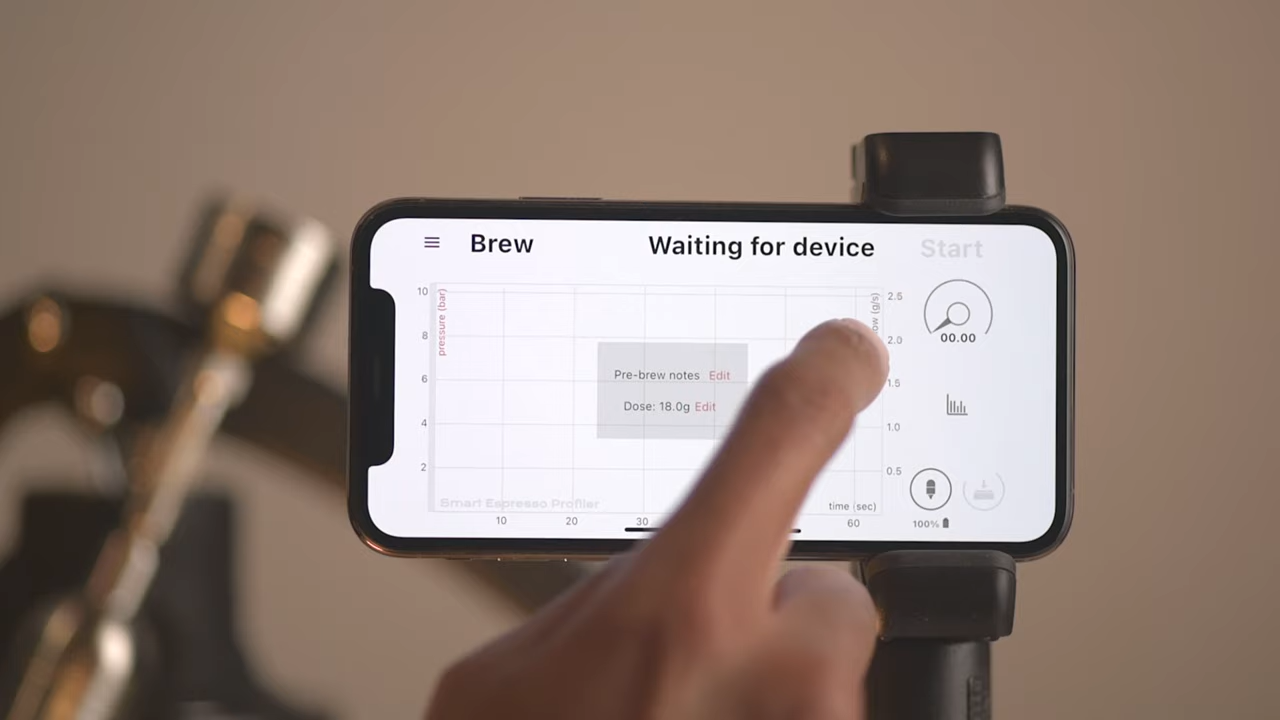 Brew
Waiting for device
Start
10
8
6
4
2
pressure (bar)
2.5
2.0
1.5
1.0
0.5
(g/s)
00.00
Pre-brew notes Edit
Dose: 18.0g Edit
Smart Espresso Profiler
time (sec)
10
20
30
60
100%